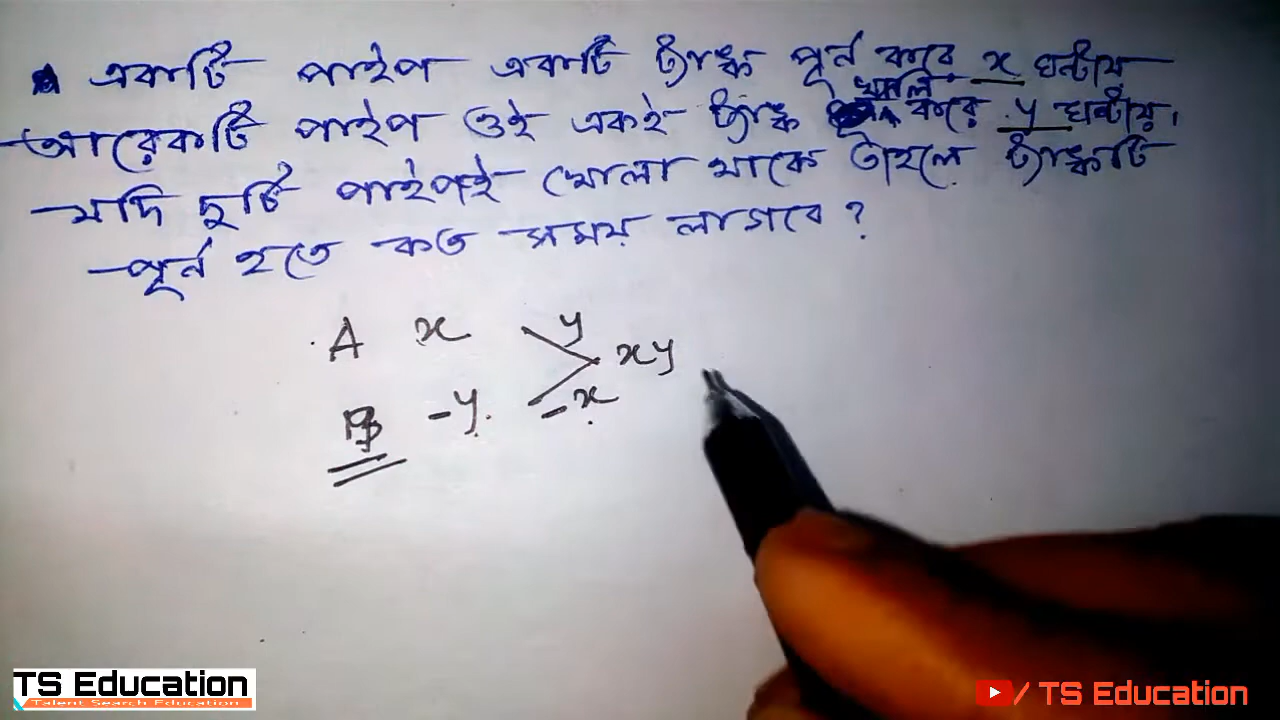 একটি পাইপ একটি ট্যাঙ্ক পূর্ন করে x ঘন্টায়
খালি
আরেকটি পাইপ ওই একই ট্যাঙ্ক করে y ঘন্টায়।
যদি দুটি পাইপই খোলা থাকে তাহলে ট্যাঙ্কটি
পূর্ন হতে কত সময় লাগবে ?
A x y
xy
B -y. -x
TS Education
Talent Search Education
/ TS Education